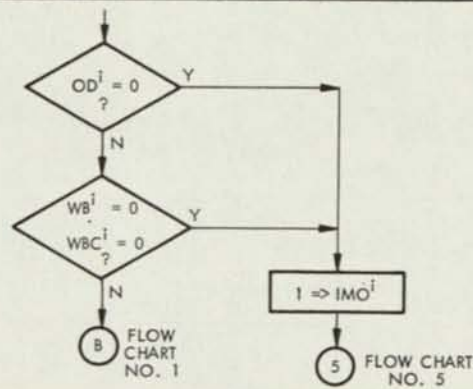 OD^i = 0
?
Y
N
WB^i = 0
·
WBC^i = 0
?
Y
N
1 => IMO^i
B
FLOW
CHART
NO. 1
5
FLOW CHART
NO. 5